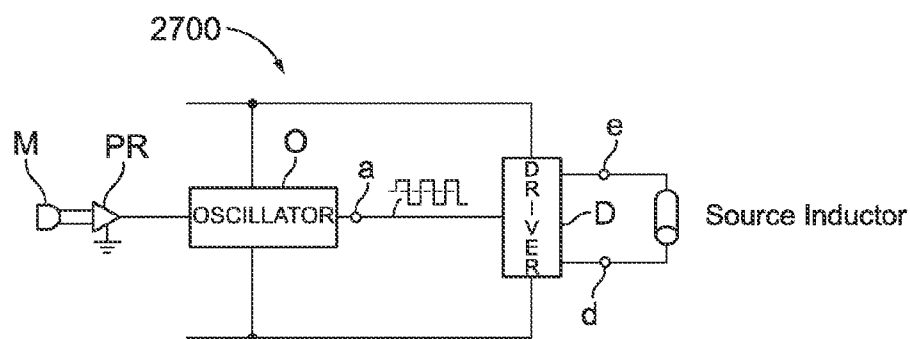 2700
M
PR
O
OSCILLATOR
a
DRIVER
e
D
d
Source Inductor